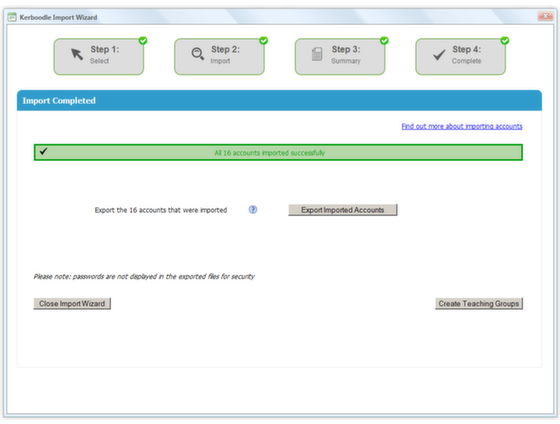 Kerboodle Import Wizard
Step 1:
Select
Step 2:
Import
Step 3:
Summary
Step 4:
Complete
Import Completed
Find out more about importing accounts
All 16 accounts imported successfully
Export the 16 accounts that were imported ? Export Imported Accounts
Please note: passwords are not displayed in the exported files for security
Close Import Wizard Create Teaching Groups